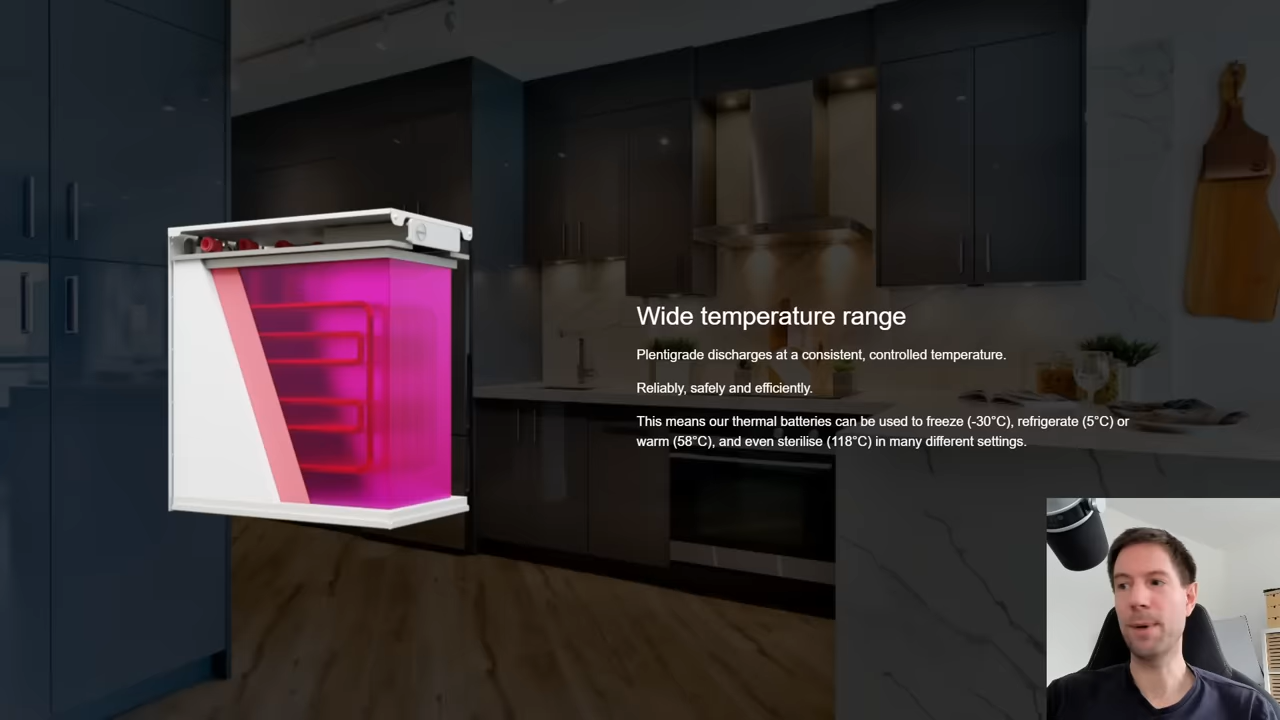 Wide temperature range
Plentigrade discharges at a consistent, controlled temperature.
Reliably, safely and efficiently.
This means our thermal batteries can be used to freeze (-30°C), refrigerate (5°C) or
warm (58°C), and even sterilise (118°C) in many different settings.